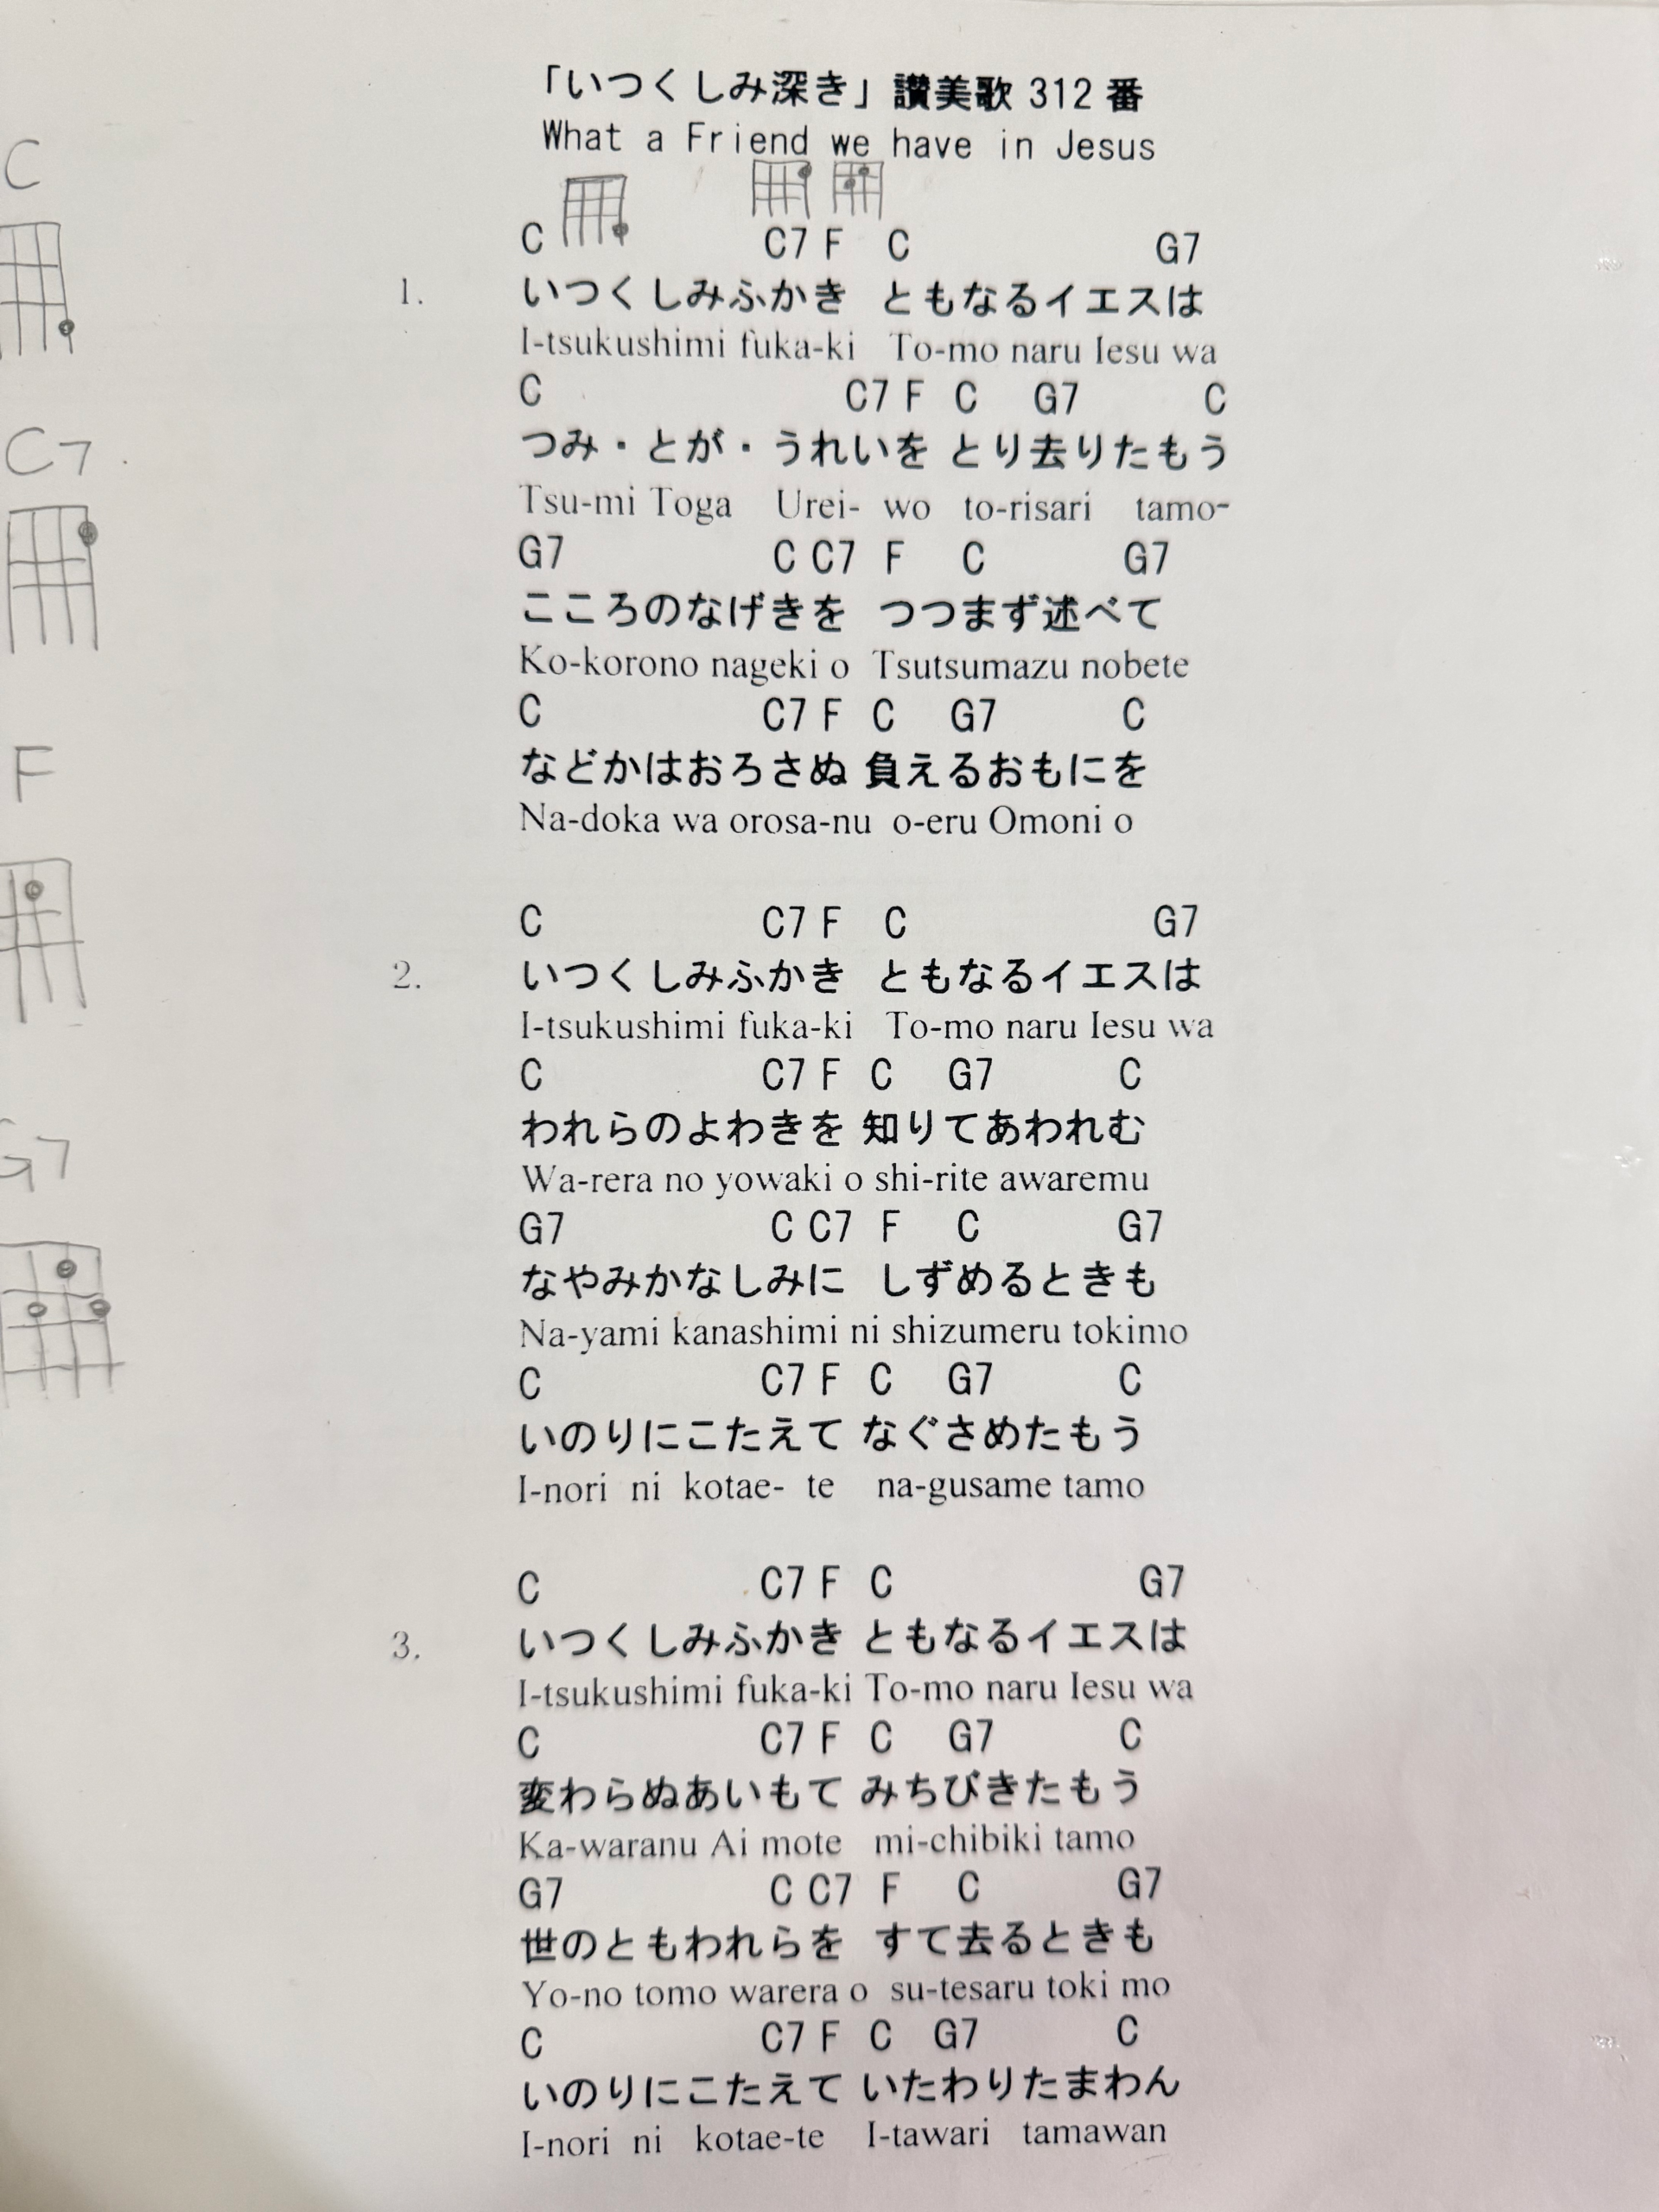 「いつくしみ深き」讃美歌 312 番
What a Friend we have in Jesus
C C7 F C G7
1. いつくしみふかき ともなるイエスは
I-tsukushimi fuka-ki To-mo naru Iesu wa
C C7 F C G7 C
つみ・とが・うれいを とり去りたもう
Tsu-mi Toga Urei- wo to-risari tamo-
G7 C C7 F C G7
こころのなげきを つつまず述べて
Ko-korono nageki o Tsutsumazu nobete
C C7 F C G7 C
などかはおろさぬ 負えるおもにを
Na-doka wa orosa-nu o-eru Omoni o
C C7 F C G7
2. いつくしみふかき ともなるイエスは
I-tsukushimi fuka-ki To-mo naru Iesu wa
C C7 F C G7 C
われらのよわきを 知りてあわれむ
Wa-rera no yowaki o shi-rite awaremu
G7 C C7 F C G7
なやみかなしみに しずめるときも
Na-yami kanashimi ni shizumeru tokimo
C C7 F C G7 C
いのりにこたえて なぐさめたもう
I-nori ni kotae- te na-gusame tamo
C C7 F C G7
3. いつくしみふかき ともなるイエスは
I-tsukushimi fuka-ki To-mo naru Iesu wa
C C7 F C G7 C
変わらぬあいもて みちびきたもう
Ka-waranu Ai mote mi-chibiki tamo
G7 C C7 F C G7
世のともわれらを すて去るときも
Yo-no tomo warera o su-tesaru toki mo
C C7 F C G7 C
いのりにこたえて いたわりたまわん
I-nori ni kotae-te I-tawari tamawan
C
C7
F
G7